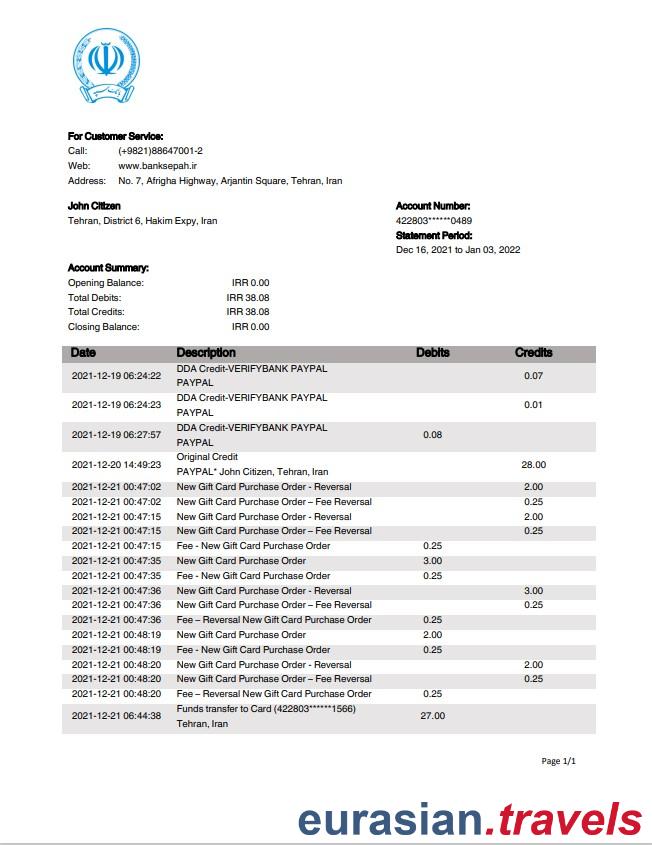 For Customer Service:
Call: (+9821)88647001-2
Web: www.banksepah.ir
Address: No. 7, Afrigha Highway, Arjantin Square, Tehran, Iran
John Citizen
Tehran, District 6, Hakim Expy, Iran
Account Number:
422803******0489
Statement Period:
Dec 16, 2021 to Jan 03, 2022
Account Summary:
Opening Balance: IRR 0.00
Total Debits: IRR 38.08
Total Credits: IRR 38.08
Closing Balance: IRR 0.00
Date Description Debits Credits
2021-12-19 06:24:22 DDA Credit-VERIFYBANK PAYPAL 0.07
PAYPAL
2021-12-19 06:24:23 DDA Credit-VERIFYBANK PAYPAL 0.01
PAYPAL
2021-12-19 06:27:57 DDA Credit-VERIFYBANK PAYPAL 0.08
PAYPAL
2021-12-20 14:49:23 Original Credit 28.00
PAYPAL* John Citizen, Tehran, Iran
2021-12-21 00:47:02 New Gift Card Purchase Order - Reversal 2.00
2021-12-21 00:47:02 New Gift Card Purchase Order – Fee Reversal 0.25
2021-12-21 00:47:15 New Gift Card Purchase Order - Reversal 2.00
2021-12-21 00:47:15 New Gift Card Purchase Order – Fee Reversal 0.25
2021-12-21 00:47:15 Fee - New Gift Card Purchase Order 0.25
2021-12-21 00:47:35 New Gift Card Purchase Order 3.00
2021-12-21 00:47:35 Fee - New Gift Card Purchase Order 0.25
2021-12-21 00:47:36 New Gift Card Purchase Order - Reversal 3.00
2021-12-21 00:47:36 New Gift Card Purchase Order – Fee Reversal 0.25
2021-12-21 00:47:36 Fee – Reversal New Gift Card Purchase Order 0.25
2021-12-21 00:48:19 New Gift Card Purchase Order 2.00
2021-12-21 00:48:19 Fee - New Gift Card Purchase Order 0.25
2021-12-21 00:48:20 New Gift Card Purchase Order - Reversal 2.00
2021-12-21 00:48:20 New Gift Card Purchase Order – Fee Reversal 0.25
2021-12-21 00:48:20 Fee – Reversal New Gift Card Purchase Order 0.25
2021-12-21 06:44:38 Funds transfer to Card (422803******1566) 27.00
Tehran, Iran
Page 1/1
eurasian.travels